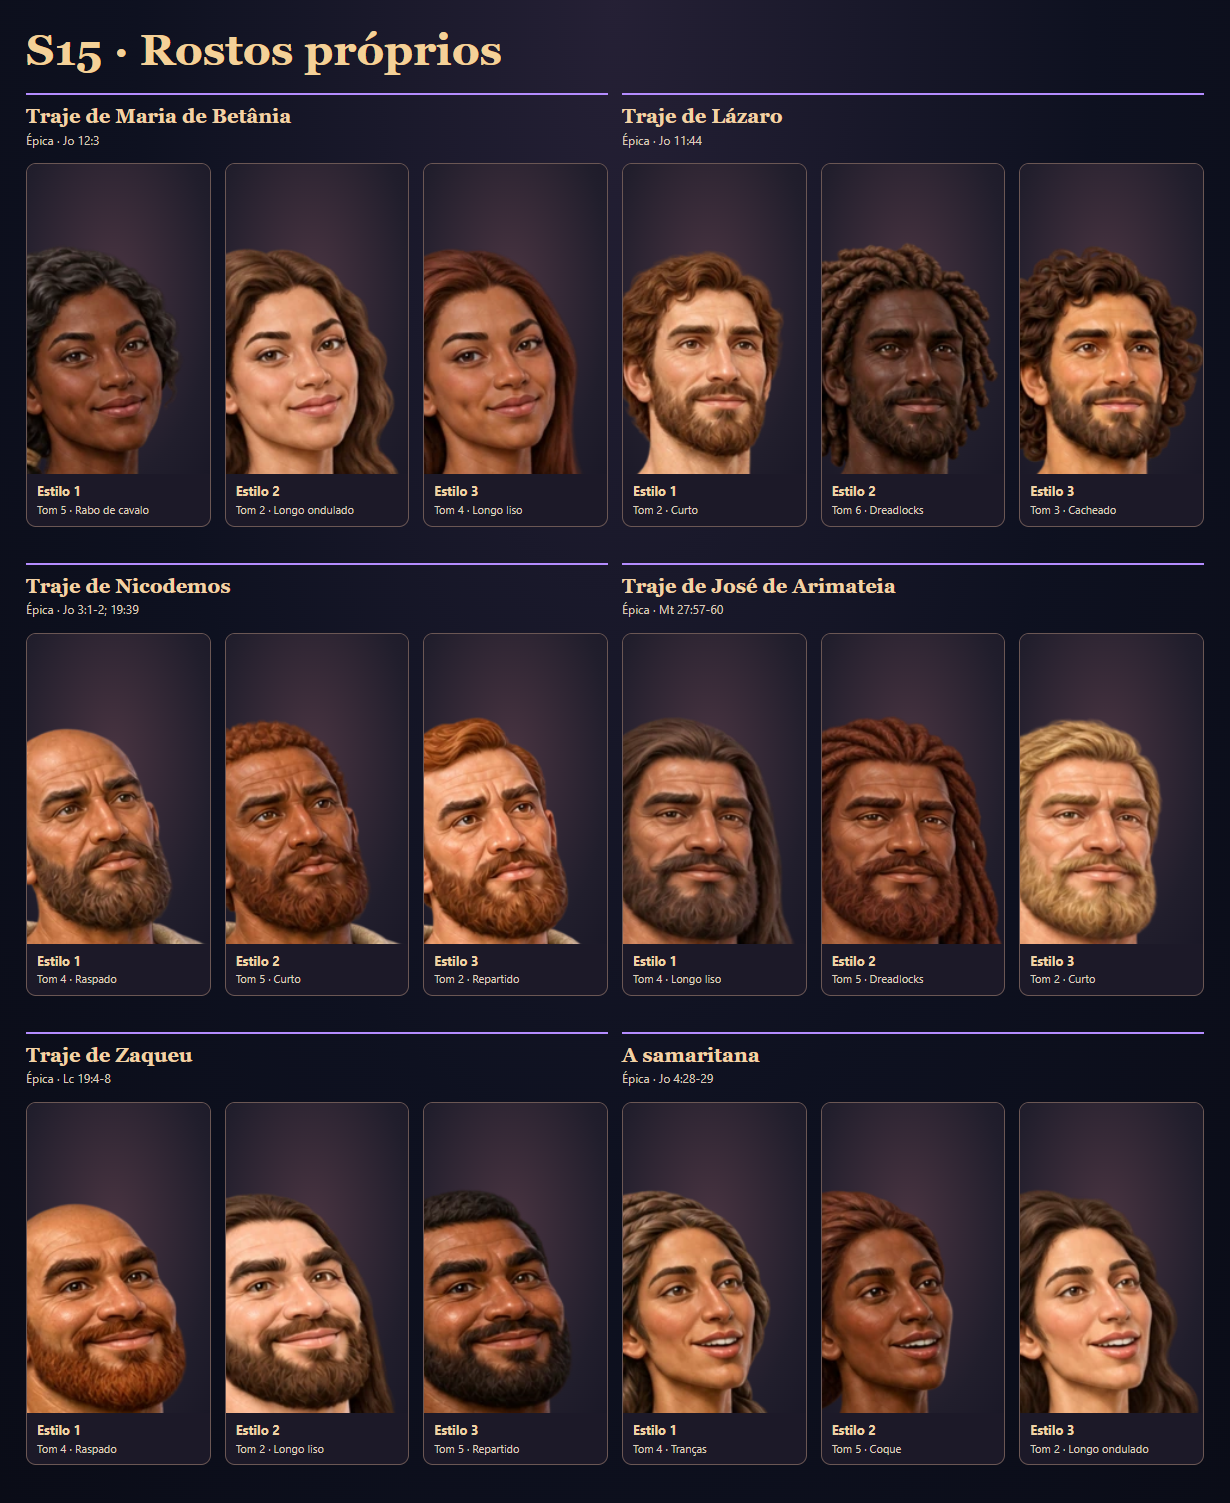 S15 · Rostos próprios
Traje de Maria de Betânia
Épica · Jo 12:3
Estilo 1
Tom 5 · Rabo de cavalo
Estilo 2
Tom 2 · Longo ondulado
Estilo 3
Tom 4 · Longo liso
Traje de Lázaro
Épica · Jo 11:44
Estilo 1
Tom 2 · Curto
Estilo 2
Tom 6 · Dreadlocks
Estilo 3
Tom 3 · Cacheado
Traje de Nicodemos
Épica · Jo 3:1-2; 19:39
Estilo 1
Tom 4 · Raspado
Estilo 2
Tom 5 · Curto
Estilo 3
Tom 2 · Repartido
Traje de José de Arimateia
Épica · Mt 27:57-60
Estilo 1
Tom 4 · Longo liso
Estilo 2
Tom 5 · Dreadlocks
Estilo 3
Tom 2 · Curto
Traje de Zaqueu
Épica · Lc 19:4-8
Estilo 1
Tom 4 · Raspado
Estilo 2
Tom 2 · Longo liso
Estilo 3
Tom 5 · Repartido
A samaritana
Épica · Jo 4:28-29
Estilo 1
Tom 4 · Tranças
Estilo 2
Tom 5 · Coque
Estilo 3
Tom 2 · Longo ondulado